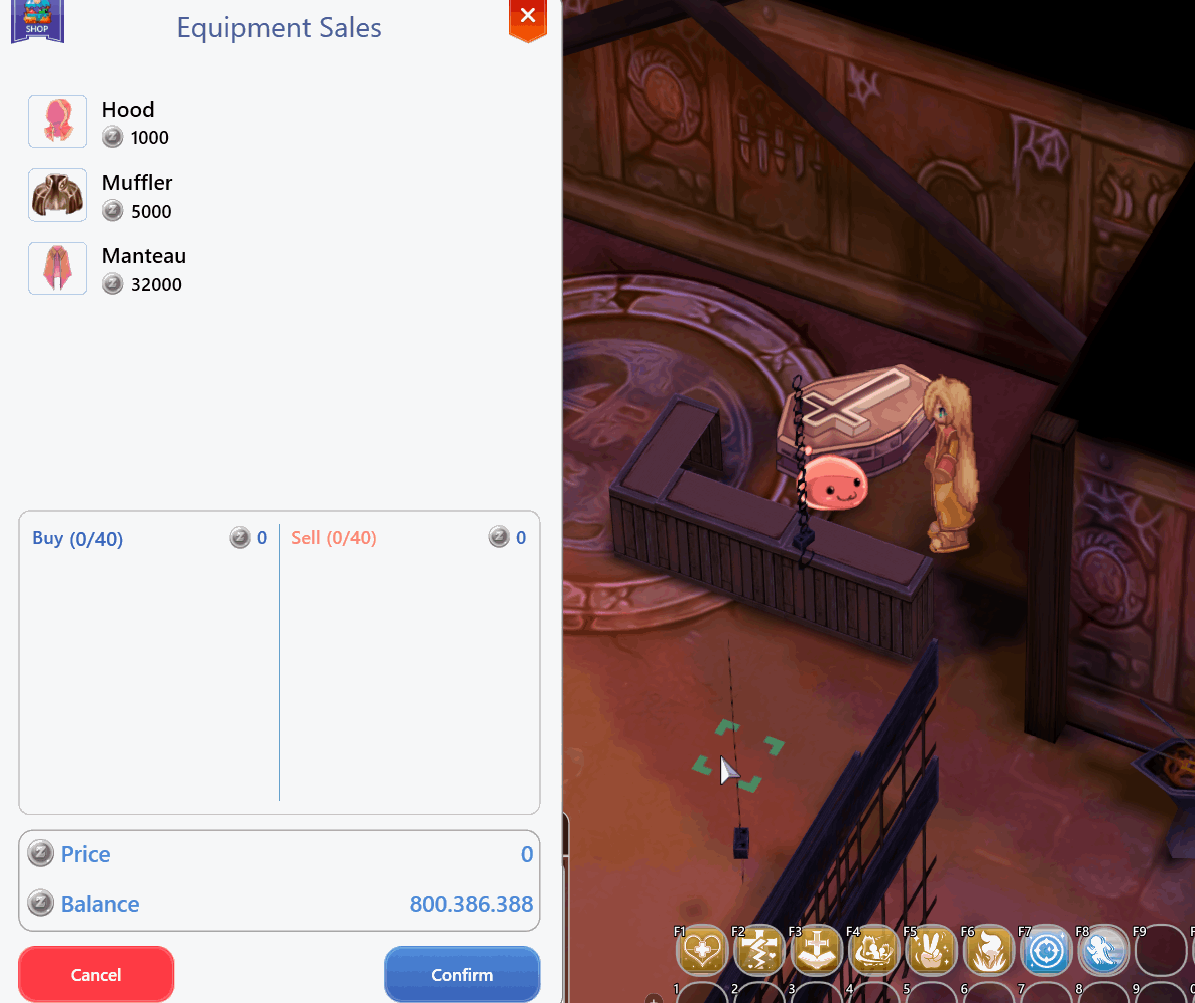 SHOP
Equipment Sales
Hood
1000
Muffler
5000
Manteau
32000
Buy (0/40)
0
Sell (0/40)
0
Price
0
Balance
800.386.388
Cancel
Confirm
F1 F2 F3 F4 F5 F6 F7 F8 F9
1 2 3 4 5 6 7 8 9